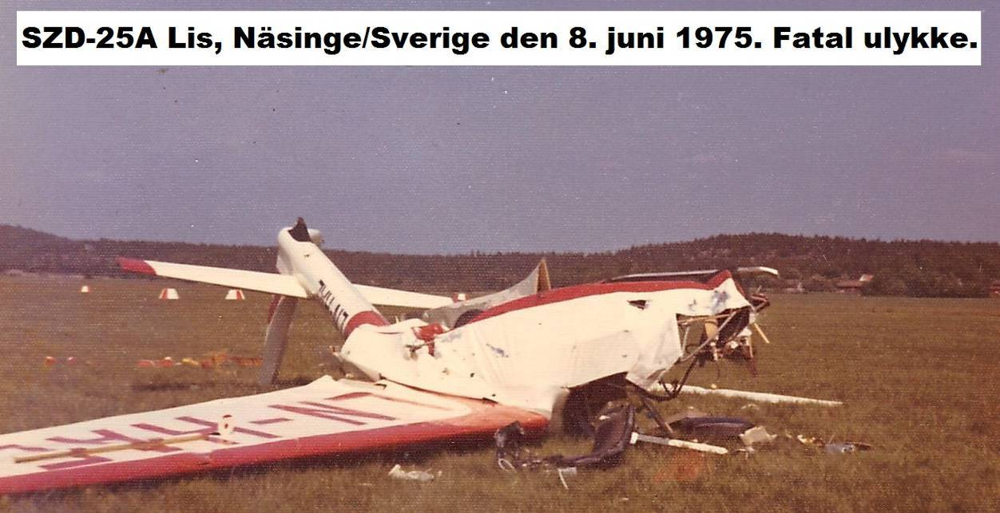 SZD-25A Lis, Näsinge/Sverige den 8. juni 1975. Fatal ulykke.